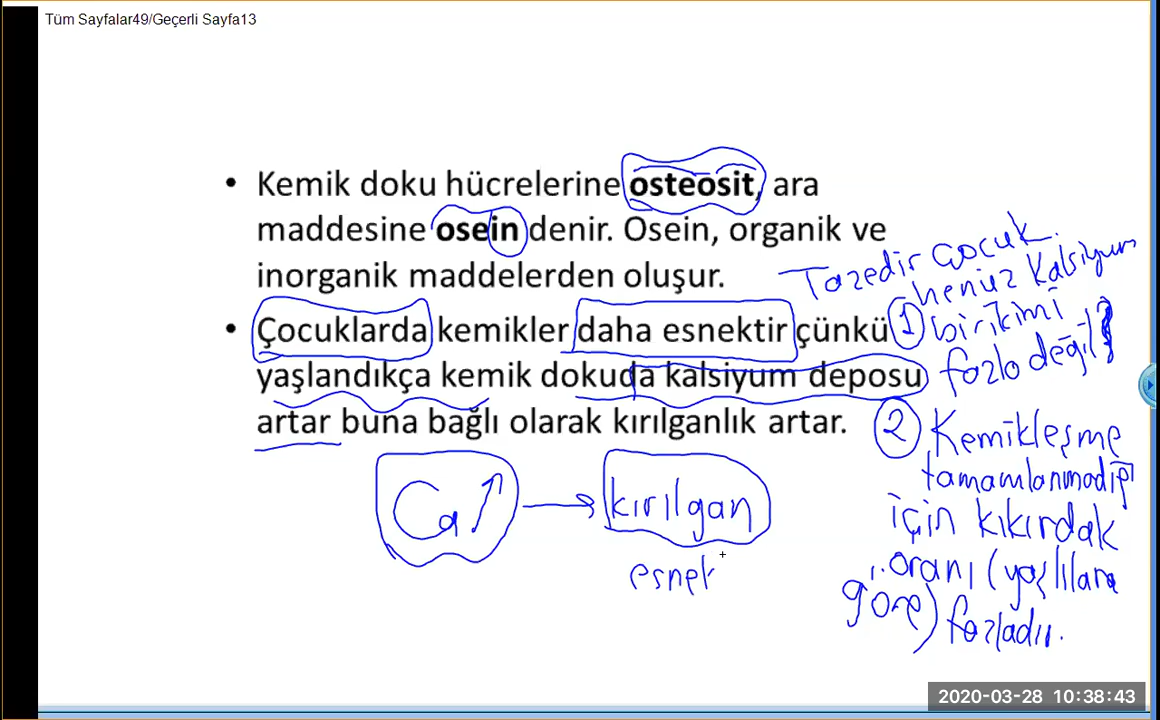 Tüm Sayfalar49/Geçerli Sayfa13
• Kemik doku hücrelerine osteosit, ara
maddesine osein denir. Osein, organik ve
inorganik maddelerden oluşur.
• Çocuklarda kemikler daha esnektir çünkü
yaşlandıkça kemik dokuda kalsiyum deposu
artar buna bağlı olarak kırılganlık artar.
Tazedir çocuk.
henüz kalsiyum
1 birikimi
fazla değil
2 Kemikleşme
tamamlanmadığı
için kıkırdak
oranı (yaşlılara
göre) fazladır.
Ca ↑ → kırılgan
esnek
2020-03-28 10:38:43